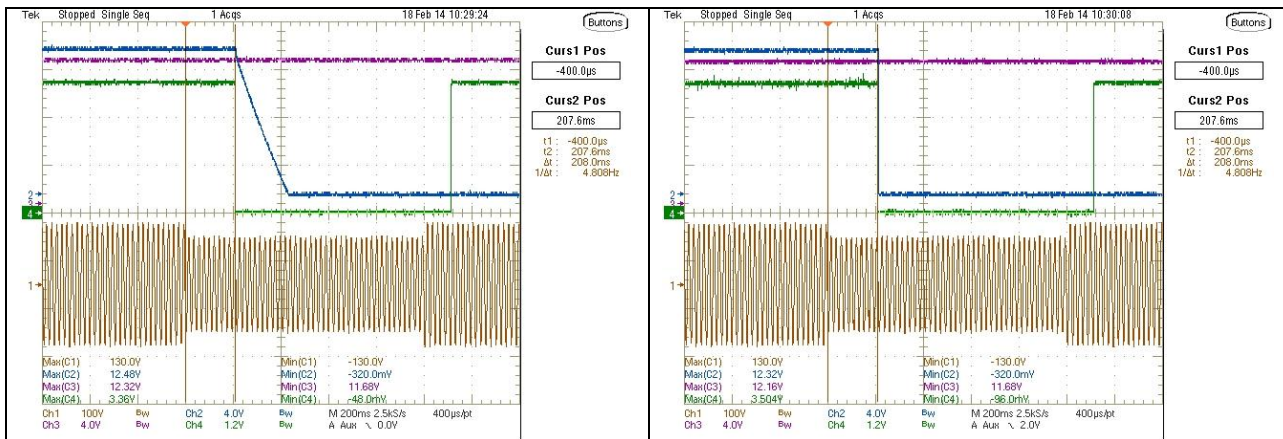 Tek Stopped Single Seq 1 Acqs 18 Feb 14 10:29:24
Buttons
Curs1 Pos
-400.0µs
Curs2 Pos
207.6ms
t1 : -400.0µs
t2 : 207.6ms
Δt : 208.0ms
1/Δt : 4.808Hz
2
4
1
Max(C1) 130.0V Min(C1) -130.0V
Max(C2) 12.48V Min(C2) -320.0mV
Max(C3) 12.32V Min(C3) 11.68V
Max(C4) 3.36V Min(C4) -48.0mV
Ch1 100V Bw Ch2 4.0V Bw M 200ms 2.5kS/s 400µs/pt
Ch3 4.0V Bw Ch4 1.2V Bw A Aux \ 0.0V
Tek Stopped Single Seq 1 Acqs 18 Feb 14 10:30:08
Buttons
Curs1 Pos
-400.0µs
Curs2 Pos
207.6ms
t1 : -400.0µs
t2 : 207.6ms
Δt : 208.0ms
1/Δt : 4.808Hz
2
4
1
Max(C1) 130.0V Min(C1) -130.0V
Max(C2) 12.32V Min(C2) -320.0mV
Max(C3) 12.16V Min(C3) 11.68V
Max(C4) 3.504V Min(C4) -96.0mV
Ch1 100V Bw Ch2 4.0V Bw M 200ms 2.5kS/s 400µs/pt
Ch3 4.0V Bw Ch4 1.2V Bw A Aux \ 2.0V